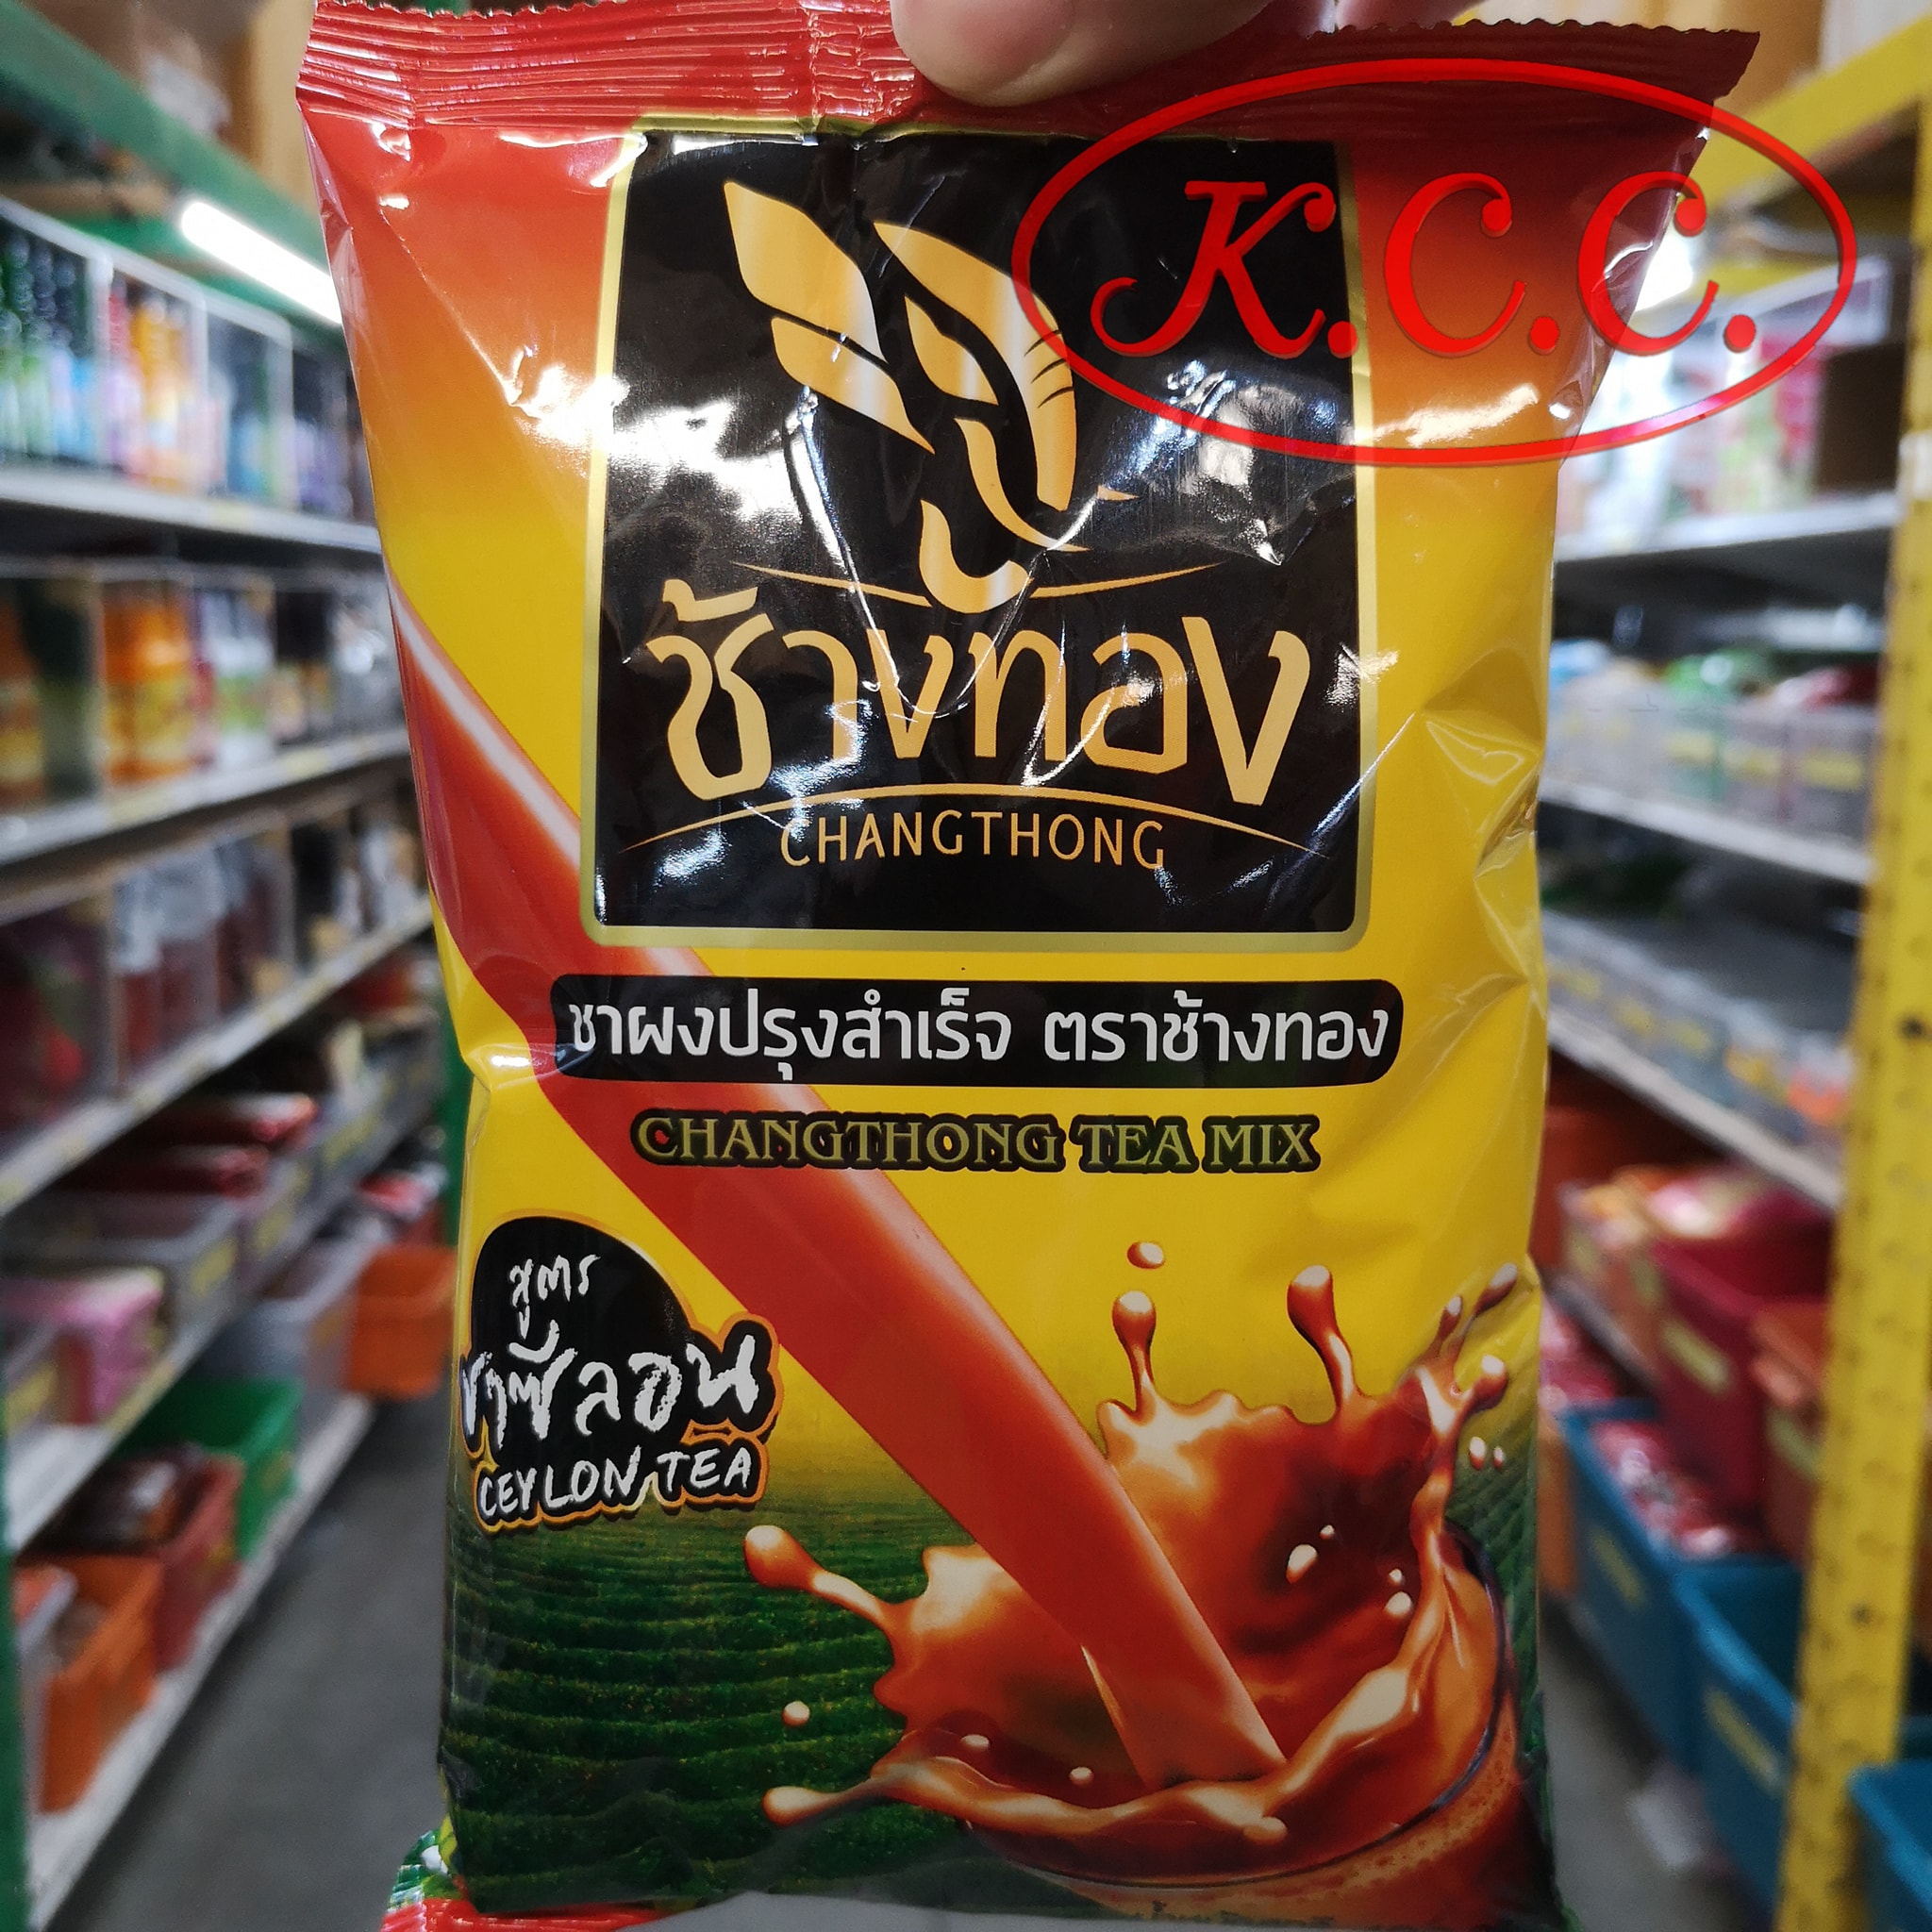 K.C.C.
ช้างทอง
CHANGTHONG
ชาผงปรุงสำเร็จ ตราช้างทอง
CHANGTHONG TEA MIX
สูตร
ชาซีลอน
CEYLON TEA